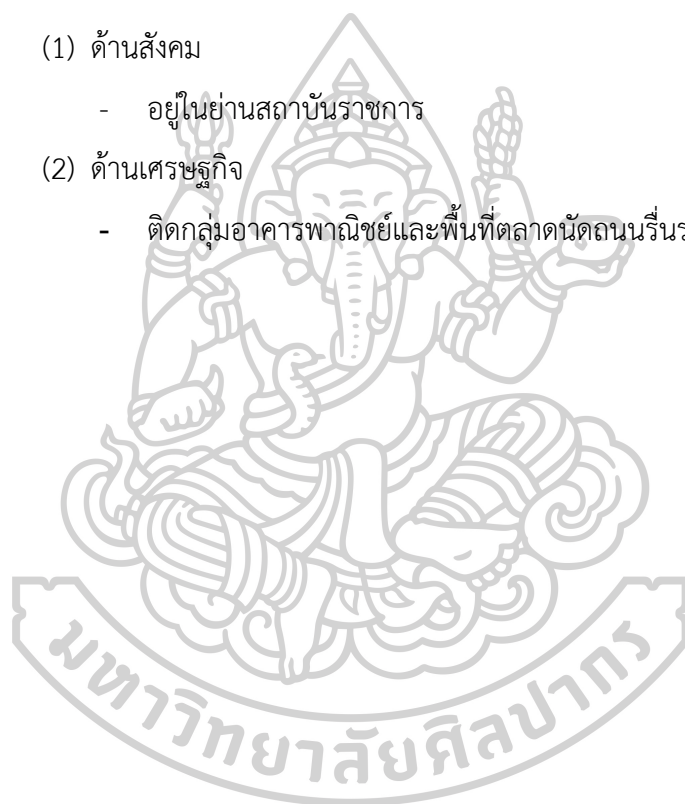 (1) ด้านสังคม
- อยู่ในย่านสถาบันราชการ
(2) ด้านเศรษฐกิจ
- ติดกลุ่มอาคารพาณิชย์และพื้นที่ตลาดนัดถนนรื่น
มหาวิทยาลัยศิลปากร